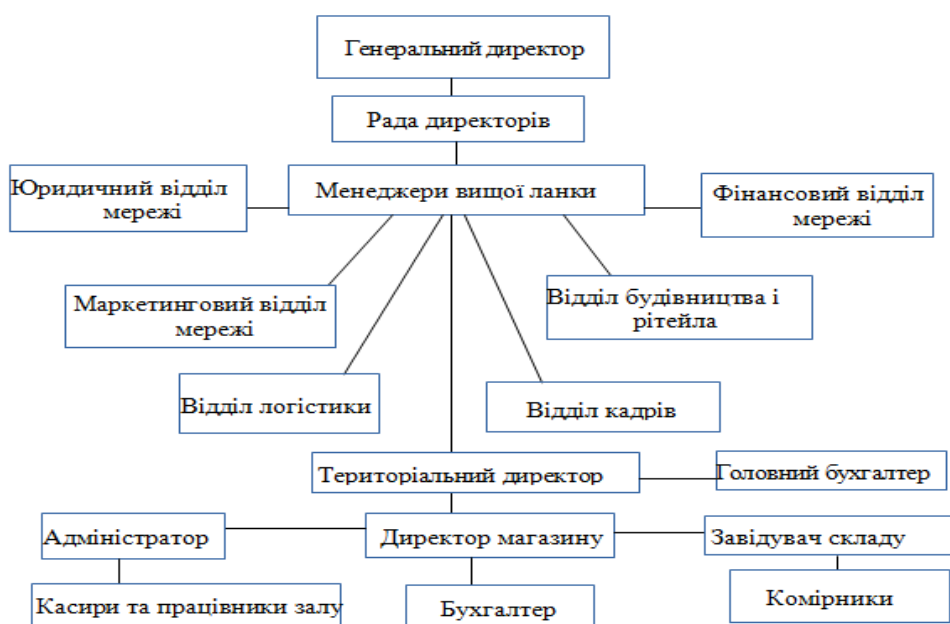 Генеральний директор
Рада директорів
Юридичний відділ
мережі
Менеджери вищої ланки
Фінансовий відділ
мережі
Маркетинговий відділ
мережі
Відділ будівництва і
рітейла
Відділ логістики
Відділ кадрів
Територіальний директор
Головний бухгалтер
Адміністратор
Директор магазину
Завідувач складу
Касири та працівники залу
Бухгалтер
Комірники